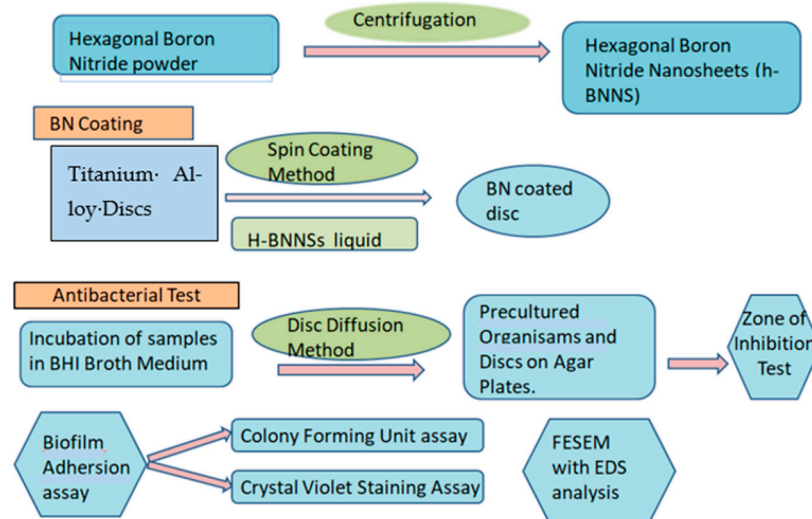 Centrifugation
Hexagonal Boron
Nitride powder
Hexagonal Boron
Nitride Nanosheets (h-
BNNS)
BN Coating
Titanium· Al-
loy·Discs
Spin Coating
Method
H-BNNSs liquid
BN coated
disc
Antibacterial Test
Incubation of samples
in BHI Broth Medium
Disc Diffusion
Method
Precultured
Organisams and
Discs on Agar
Plates.
Zone of
Inhibition
Test
Biofilm
Adhersion
assay
Colony Forming Unit assay
Crystal Violet Staining Assay
FESEM
with EDS
analysis